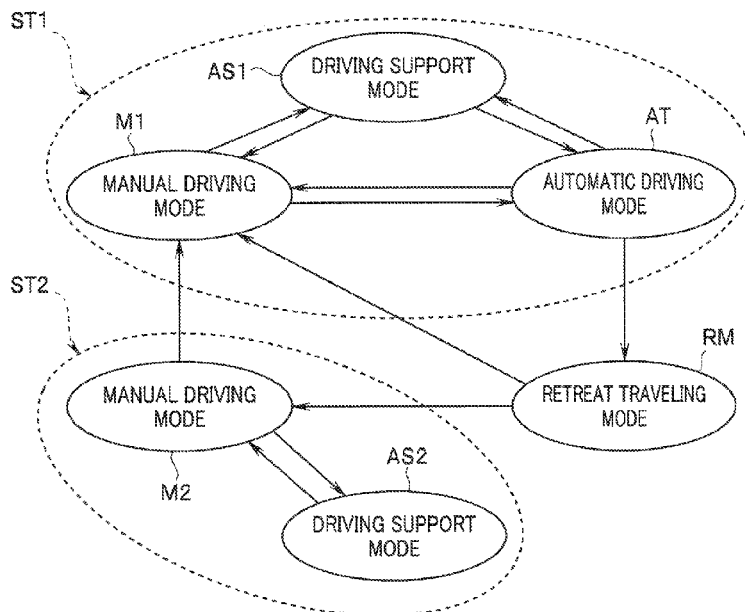 ST1
AS1
DRIVING SUPPORT
MODE
M1
AT
MANUAL DRIVING
MODE
AUTOMATIC DRIVING
MODE
ST2
RM
MANUAL DRIVING
MODE
RETREAT TRAVELING
MODE
M2
AS2
DRIVING SUPPORT
MODE